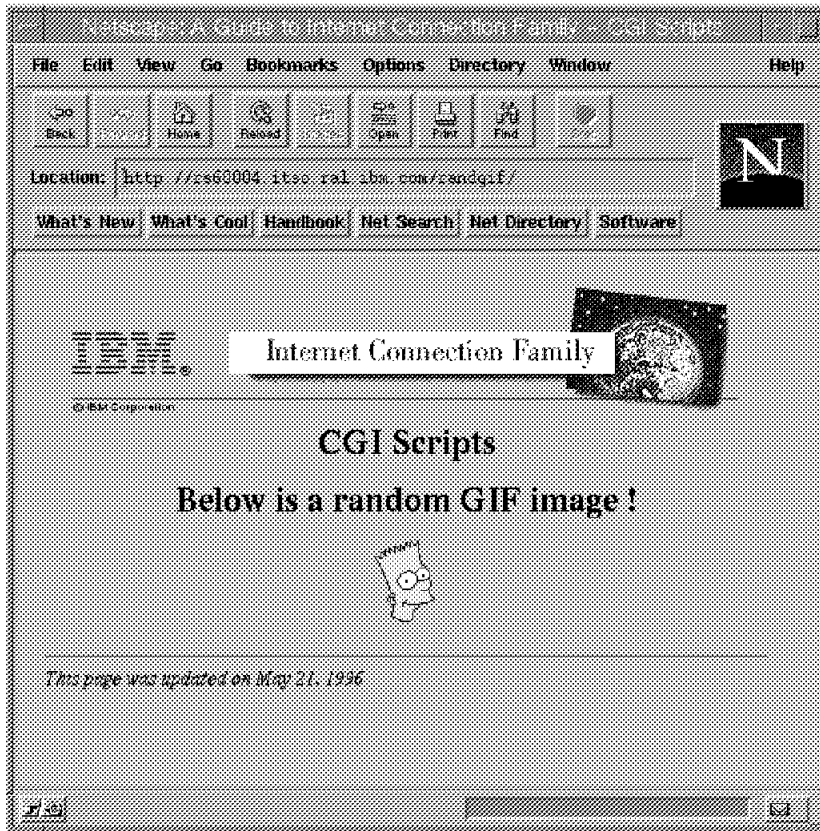 Netscape: A Guide to Internet Connection Family - CGI Scripts
File Edit View Go Bookmarks Options Directory Window Help
Back Home Reload Open Print Find
Location: http://rs60004.itso.ral.ibm.com/randgif/
What's New What's Cool Handbook Net Search Net Directory Software
N
IBM®
Internet Connection Family
© IBM Corporation
CGI Scripts
Below is a random GIF image !
This page was updated on May 21, 1996